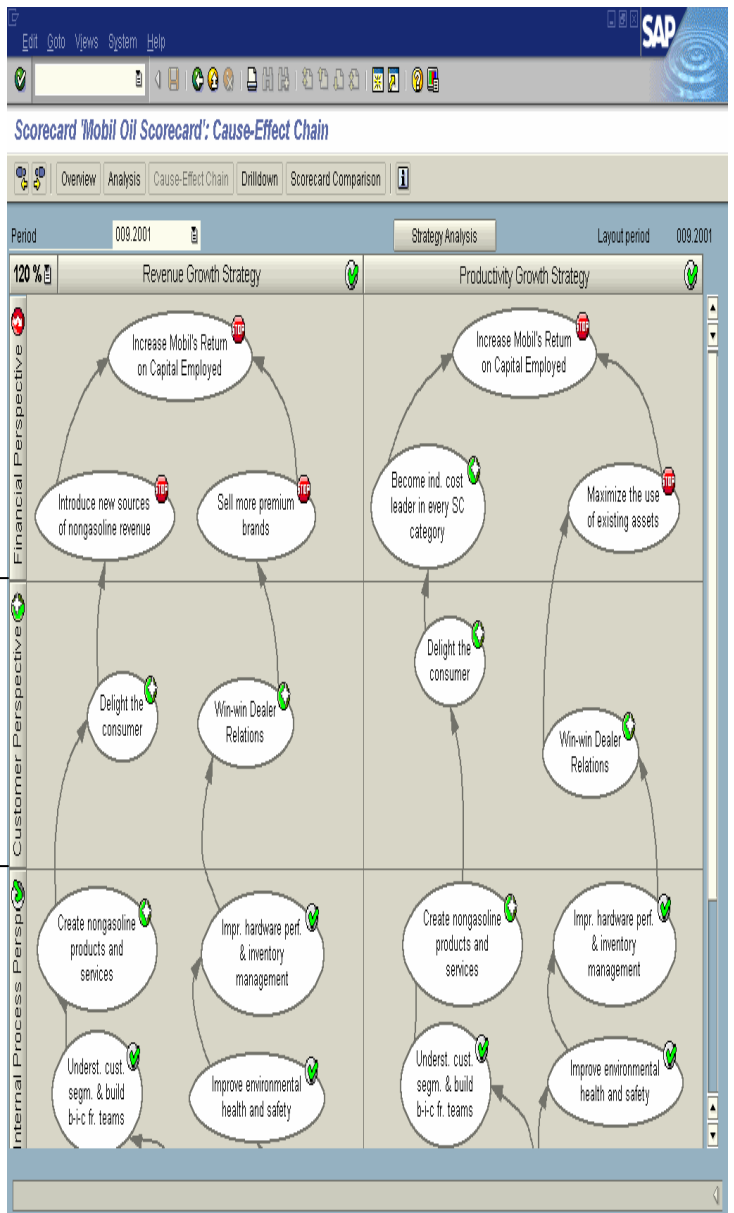 Edit Goto Views System Help
SAP
Scorecard 'Mobil Oil Scorecard': Cause-Effect Chain
Overview Analysis Cause-Effect Chain Drilldown Scorecard Comparison
Period 009.2001 Strategy Analysis Layout period 009.2001
120 % Revenue Growth Strategy Productivity Growth Strategy
Financial Perspective
STOP
Increase Mobil's Return
on Capital Employed
STOP
Introduce new sources
of nongasoline revenue
STOP
Sell more premium
brands
STOP
Increase Mobil's Return
on Capital Employed
Become ind. cost
leader in every SC
category
STOP
Maximize the use
of existing assets
Customer Perspective
Delight the
consumer
Win-win Dealer
Relations
Delight the
consumer
Win-win Dealer
Relations
Internal Process Persp
Create nongasoline
products and
services
Impr. hardware perf.
& inventory
management
Create nongasoline
products and
services
Impr. hardware perf.
& inventory
management
Underst. cust.
segm. & build
b-i-c fr. teams
Improve environmental
health and safety
Underst. cust.
segm. & build
b-i-c fr. teams
Improve environmental
health and safety